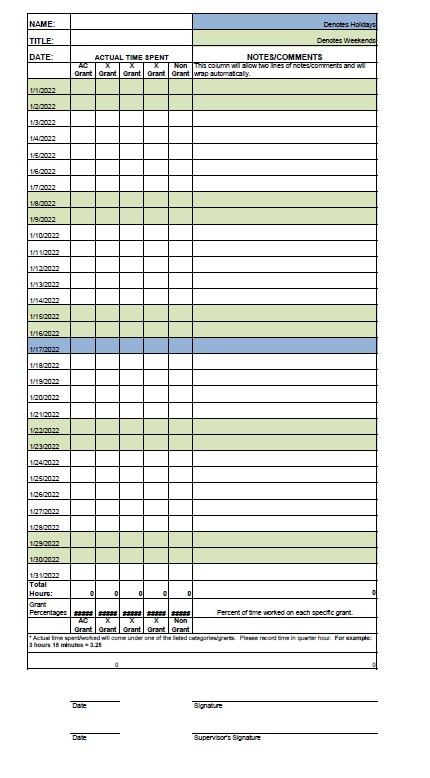 NAME: Denotes Holidays
TITLE: Denotes Weekends
DATE: ACTUAL TIME SPENT NOTES/COMMENTS
AC X X X Non This column will allow two lines of notes/comments and will
Grant Grant Grant Grant Grant wrap automatically.
1/1/2022
1/2/2022
1/3/2022
1/4/2022
1/5/2022
1/6/2022
1/7/2022
1/8/2022
1/9/2022
1/10/2022
1/11/2022
1/12/2022
1/13/2022
1/14/2022
1/15/2022
1/16/2022
1/17/2022
1/18/2022
1/19/2022
1/20/2022
1/21/2022
1/22/2022
1/23/2022
1/24/2022
1/25/2022
1/26/2022
1/27/2022
1/28/2022
1/29/2022
1/30/2022
1/31/2022
Total
Hours: 0 0 0 0 0 0
Grant
Percentages ##### ##### ##### ##### ##### Percent of time worked on each specific grant.
AC X X X Non
Grant Grant Grant Grant Grant
* Actual time spent/worked will come under one of the listed categories/grants. Please record time in quarter hour. For example:
3 hours 15 minutes = 3.25
0 0
Date Signature
Date Supervisor's Signature